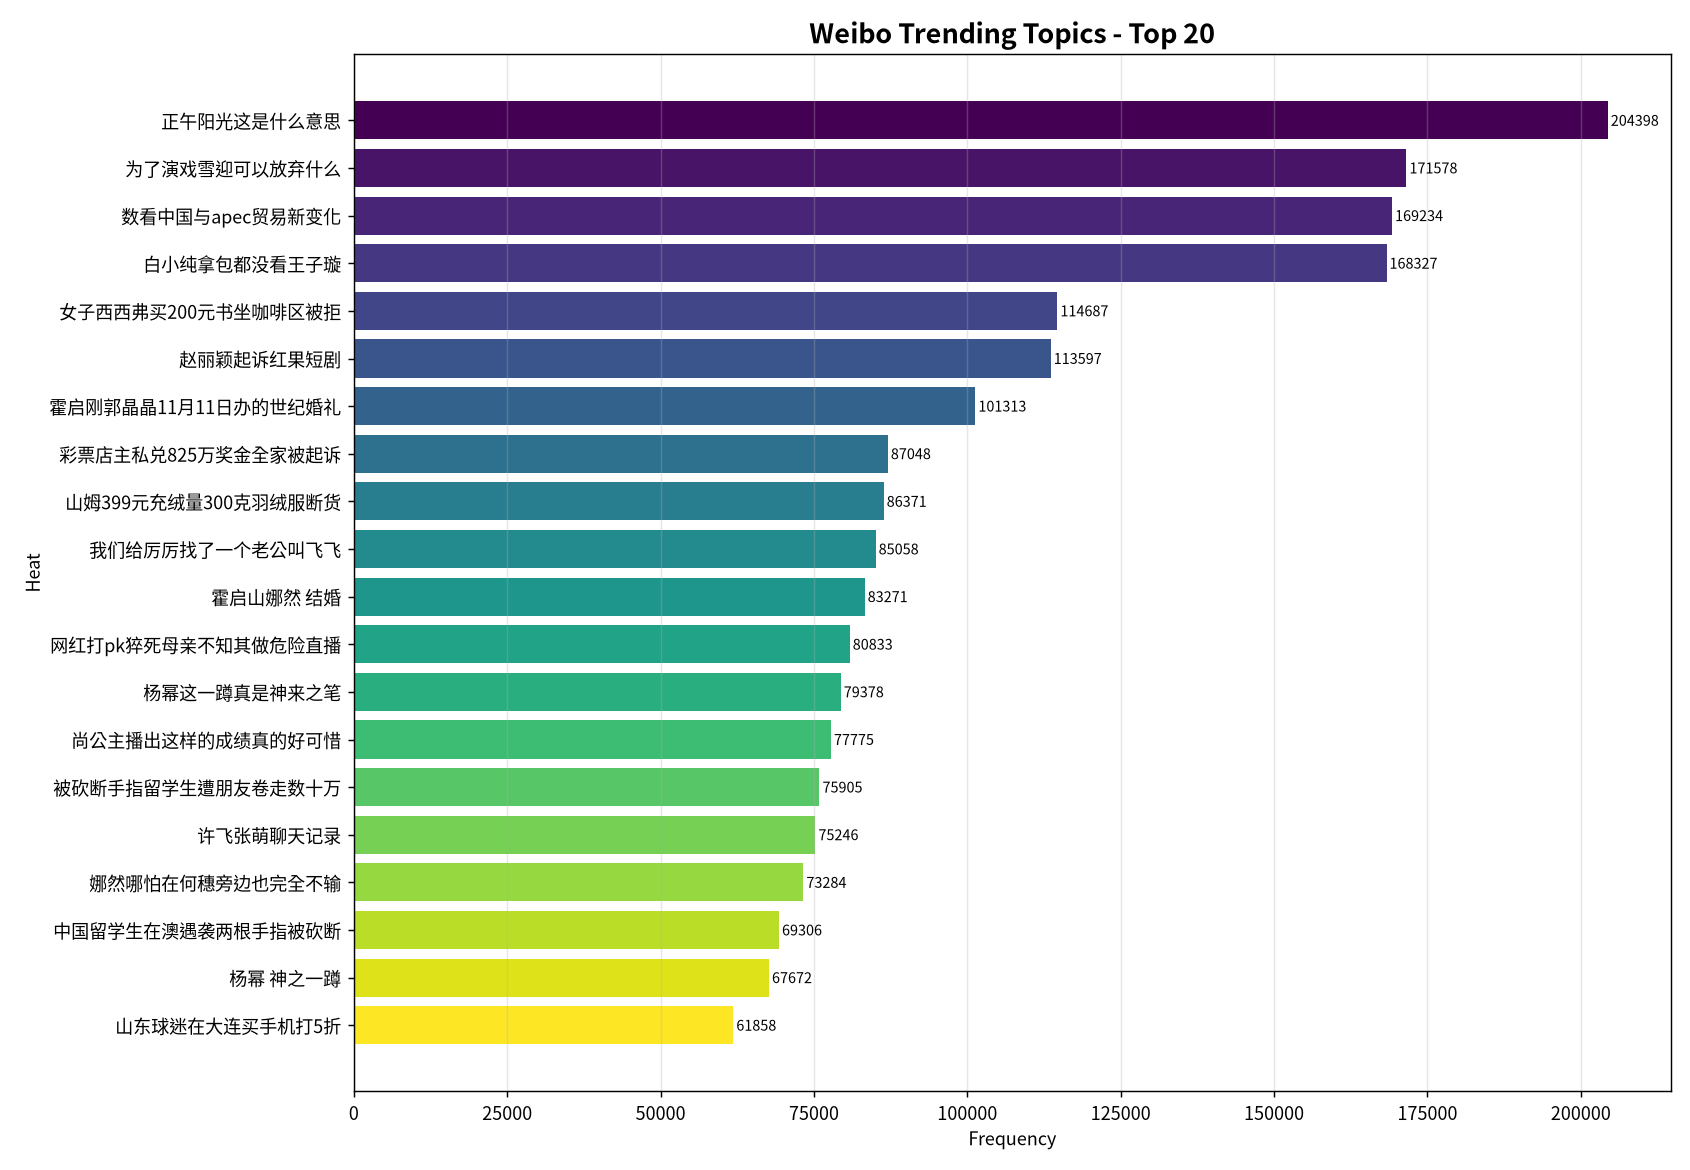 Weibo Trending Topics - Top 20
正午阳光这是什么意思 204398
为了演戏雪迎可以放弃什么 171578
数看中国与apec贸易新变化 169234
白小纯拿包都没看王子璇 168327
女子西西弗买200元书坐咖啡区被拒 114687
赵丽颖起诉红果短剧 113597
霍启刚郭晶晶11月11日办的世纪婚礼 101313
彩票店主私兑825万奖金全家被起诉 87048
山姆399元充绒量300克羽绒服断货 86371
我们给厉厉找了一个老公叫飞飞 85058
霍启山娜然 结婚 83271
网红打pk猝死母亲不知其做危险直播 80833
杨幂这一蹲真是神来之笔 79378
尚公主播出这样的成绩真的好可惜 77775
被砍断手指留学生遭朋友卷走数十万 75905
许飞张萌聊天记录 75246
娜然哪怕在何穗旁边也完全不输 73284
中国留学生在澳遇袭两根手指被砍断 69306
杨幂 神之一蹲 67672
山东球迷在大连买手机打5折 61858
Heat
0 25000 50000 75000 100000 125000 150000 175000 200000
Frequency